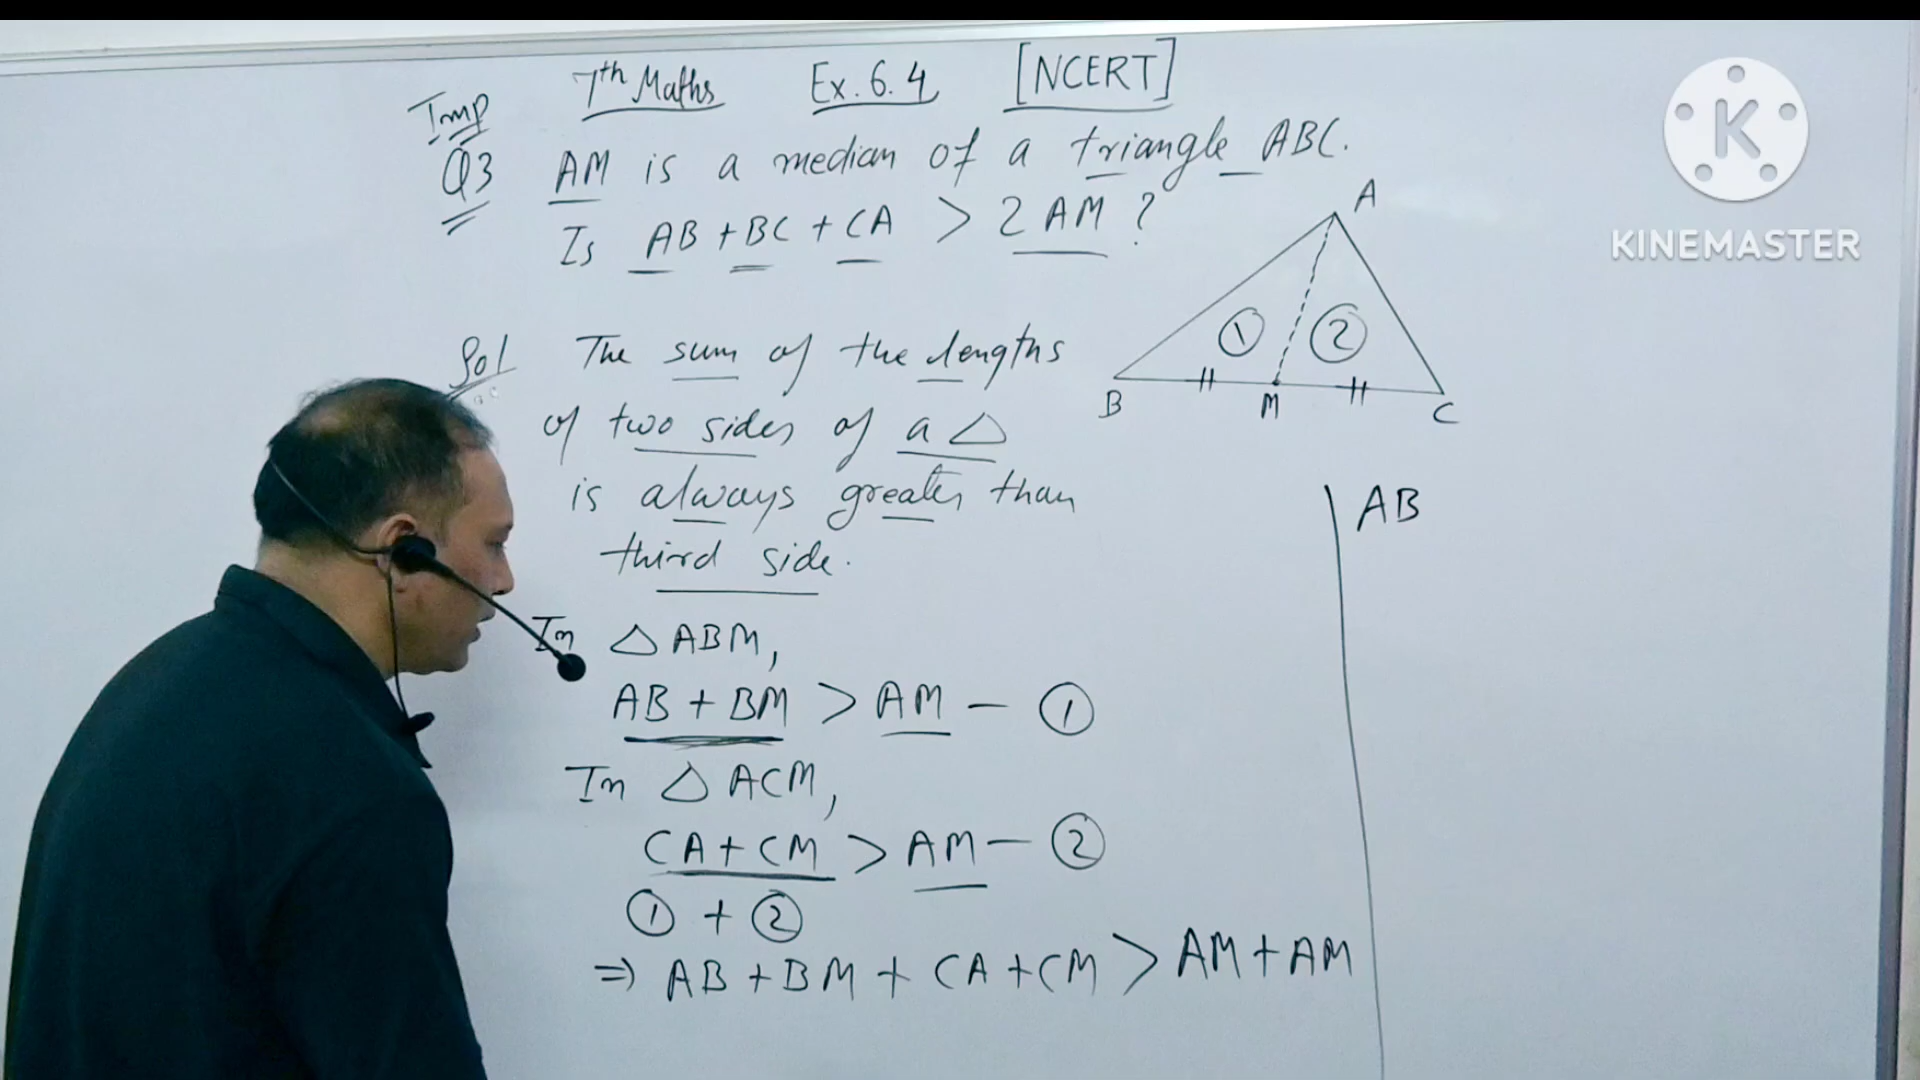 7th Maths Ex. 6.4 [NCERT]
Imp
Q3 AM is a median of a triangle ABC.
Is AB + BC + CA > 2 AM ?
Sol The sum of the lengths
of two sides of a △
is always greater than
third side.
In △ ABM,
AB + BM > AM - ①
In △ ACM,
CA + CM > AM - ②
① + ②
⇒ AB + BM + CA + CM > AM + AM
A
① ②
B M C
AB
K
KINEMASTER